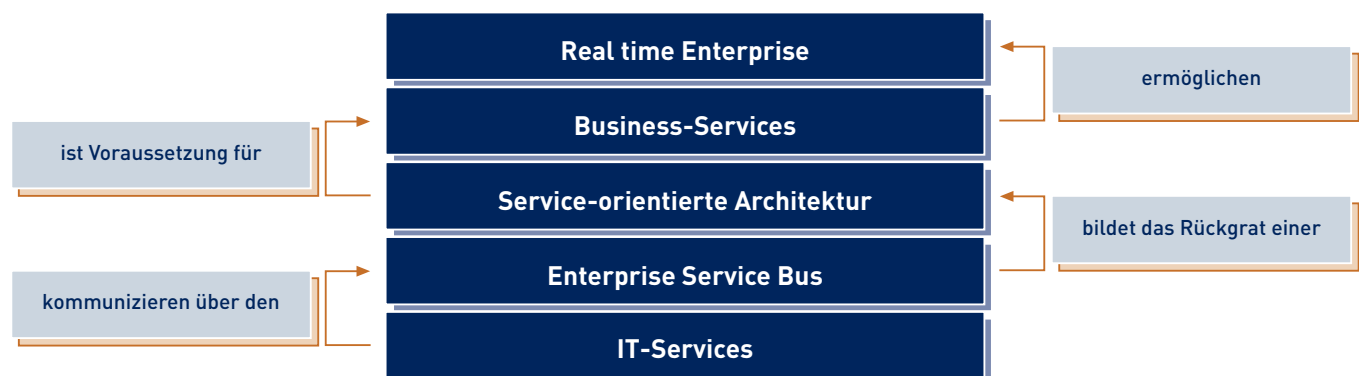 Real time Enterprise
ermöglichen
Business-Services
ist Voraussetzung für
Service-orientierte Architektur
bildet das Rückgrat einer
Enterprise Service Bus
kommunizieren über den
IT-Services